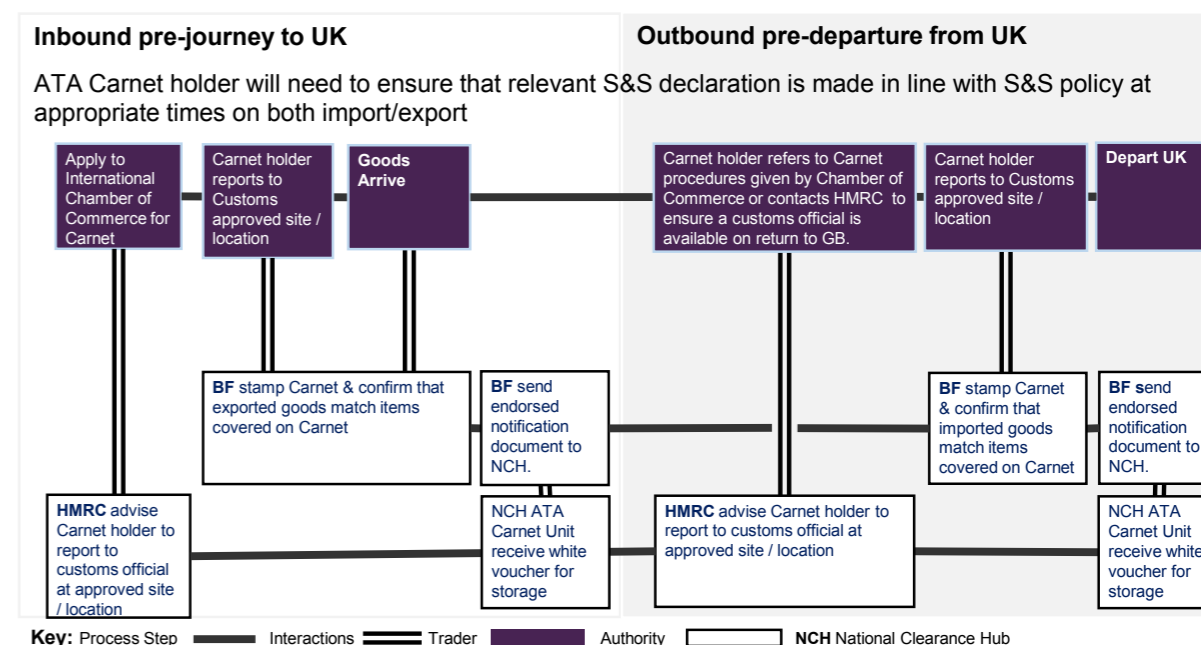 Inbound pre-journey to UK
Outbound pre-departure from UK
ATA Carnet holder will need to ensure that relevant S&S declaration is made in line with S&S policy at
appropriate times on both import/export
Apply to
International
Chamber of
Commerce for
Carnet
Carnet holder
reports to
Customs
approved site /
location
Goods
Arrive
Carnet holder refers to Carnet
procedures given by Chamber of
Commerce or contacts HMRC to
ensure a customs official is
available on return to GB.
Carnet holder
reports to Customs
approved site /
location
Depart UK
BF stamp Carnet & confirm that
exported goods match items
covered on Carnet
BF send
endorsed
notification
document to
NCH.
BF stamp Carnet
& confirm that
imported goods
match items
covered on Carnet
BF send
endorsed
notification
document to
NCH.
HMRC advise
Carnet holder to
report to
customs official
at approved site
/ location
NCH ATA
Carnet Unit
receive white
voucher for
storage
HMRC advise Carnet holder to
report to customs official at
approved site / location
NCH ATA
Carnet Unit
receive white
voucher for
storage
Key: Process Step Interactions Trader Authority NCH National Clearance Hub